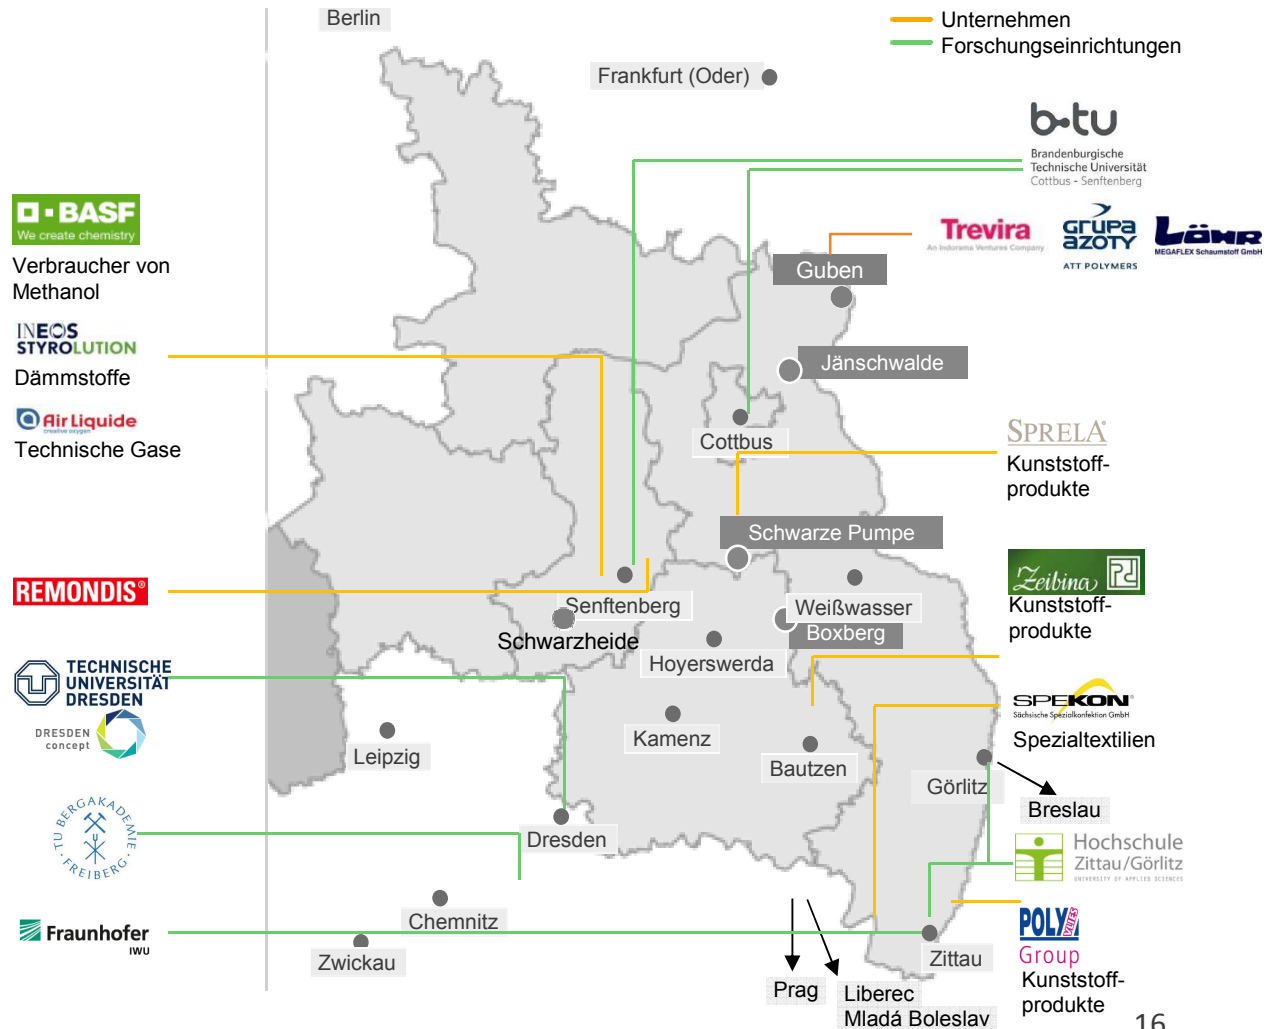 Berlin
Unternehmen
Forschungseinrichtungen
Frankfurt (Oder)
b-tu
Brandenburgische
Technische Universität
Cottbus - Senftenberg
BASF
We create chemistry
Verbraucher von
Methanol
Trevira
An Indorama Ventures Company
GRUPA
AZOTY
ATT POLYMERS
LÖHR
MEGAFLEX Schaumstoff GmbH
Guben
INEOS
STYROLUTION
Dämmstoffe
Jänschwalde
Air Liquide
creative oxygen
Technische Gase
Cottbus
SPRELA
Kunststoff-
produkte
Schwarze Pumpe
Zeibina
Kunststoff-
produkte
REMONDIS®
Senftenberg
Weißwasser
Schwarzheide
Boxberg
Hoyerswerda
TECHNISCHE
UNIVERSITÄT
DRESDEN
DRESDEN
concept
SPEKON®
Sächsische Spezialkonfektion GmbH
Spezialtextilien
Leipzig
Kamenz
Bautzen
Görlitz
Breslau
TU BERGAKADEMIE
FREIBERG
Dresden
Hochschule
Zittau/Görlitz
UNIVERSITY OF APPLIED SCIENCES
Chemnitz
Fraunhofer
IWU
Zwickau
Zittau
POLY
VLIES
Group
Kunststoff-
produkte
Prag
Liberec
Mladá Boleslav
16